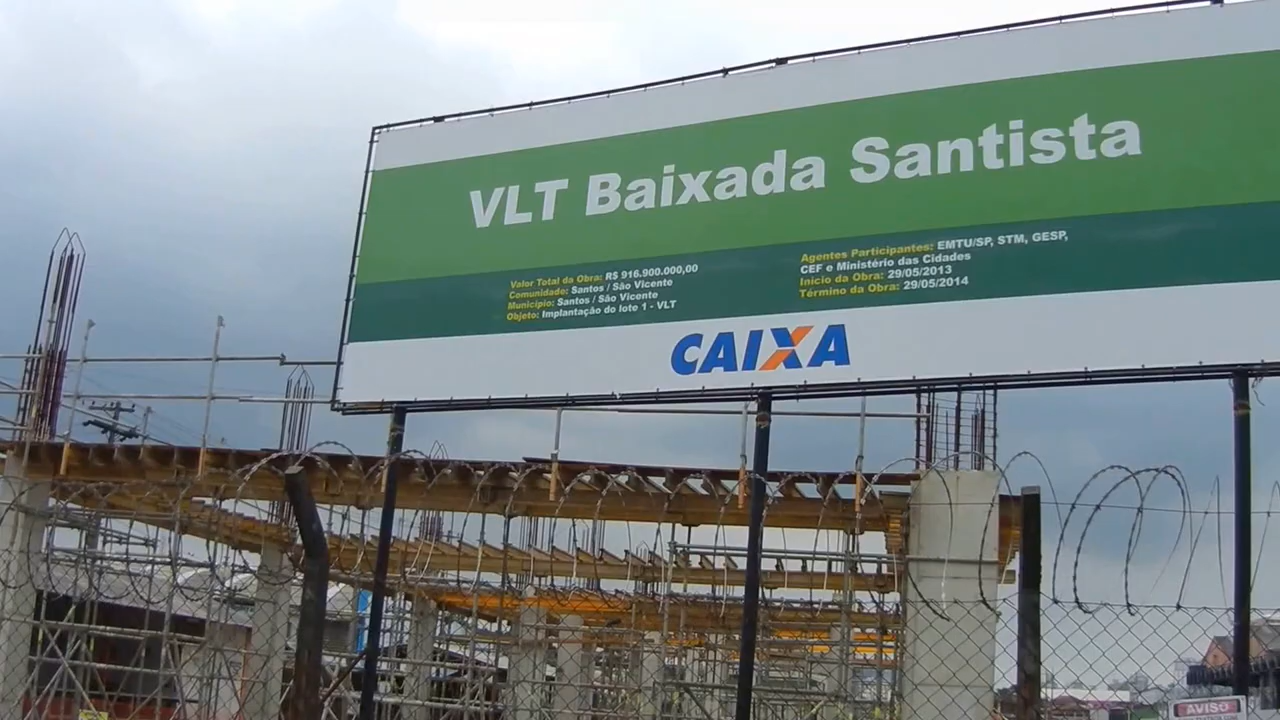 VLT Baixada Santista
Valor Total da Obra: R$ 916.900.000,00
Comunidade: Santos / São Vicente
Município: Santos / São Vicente
Objeto: Implantação do lote 1 - VLT
Agentes Participantes: EMTU/SP, STM, GESP,
CEF e Ministério das Cidades
Início da Obra: 29/05/2013
Término da Obra: 29/05/2014
CAIXA
AVISO